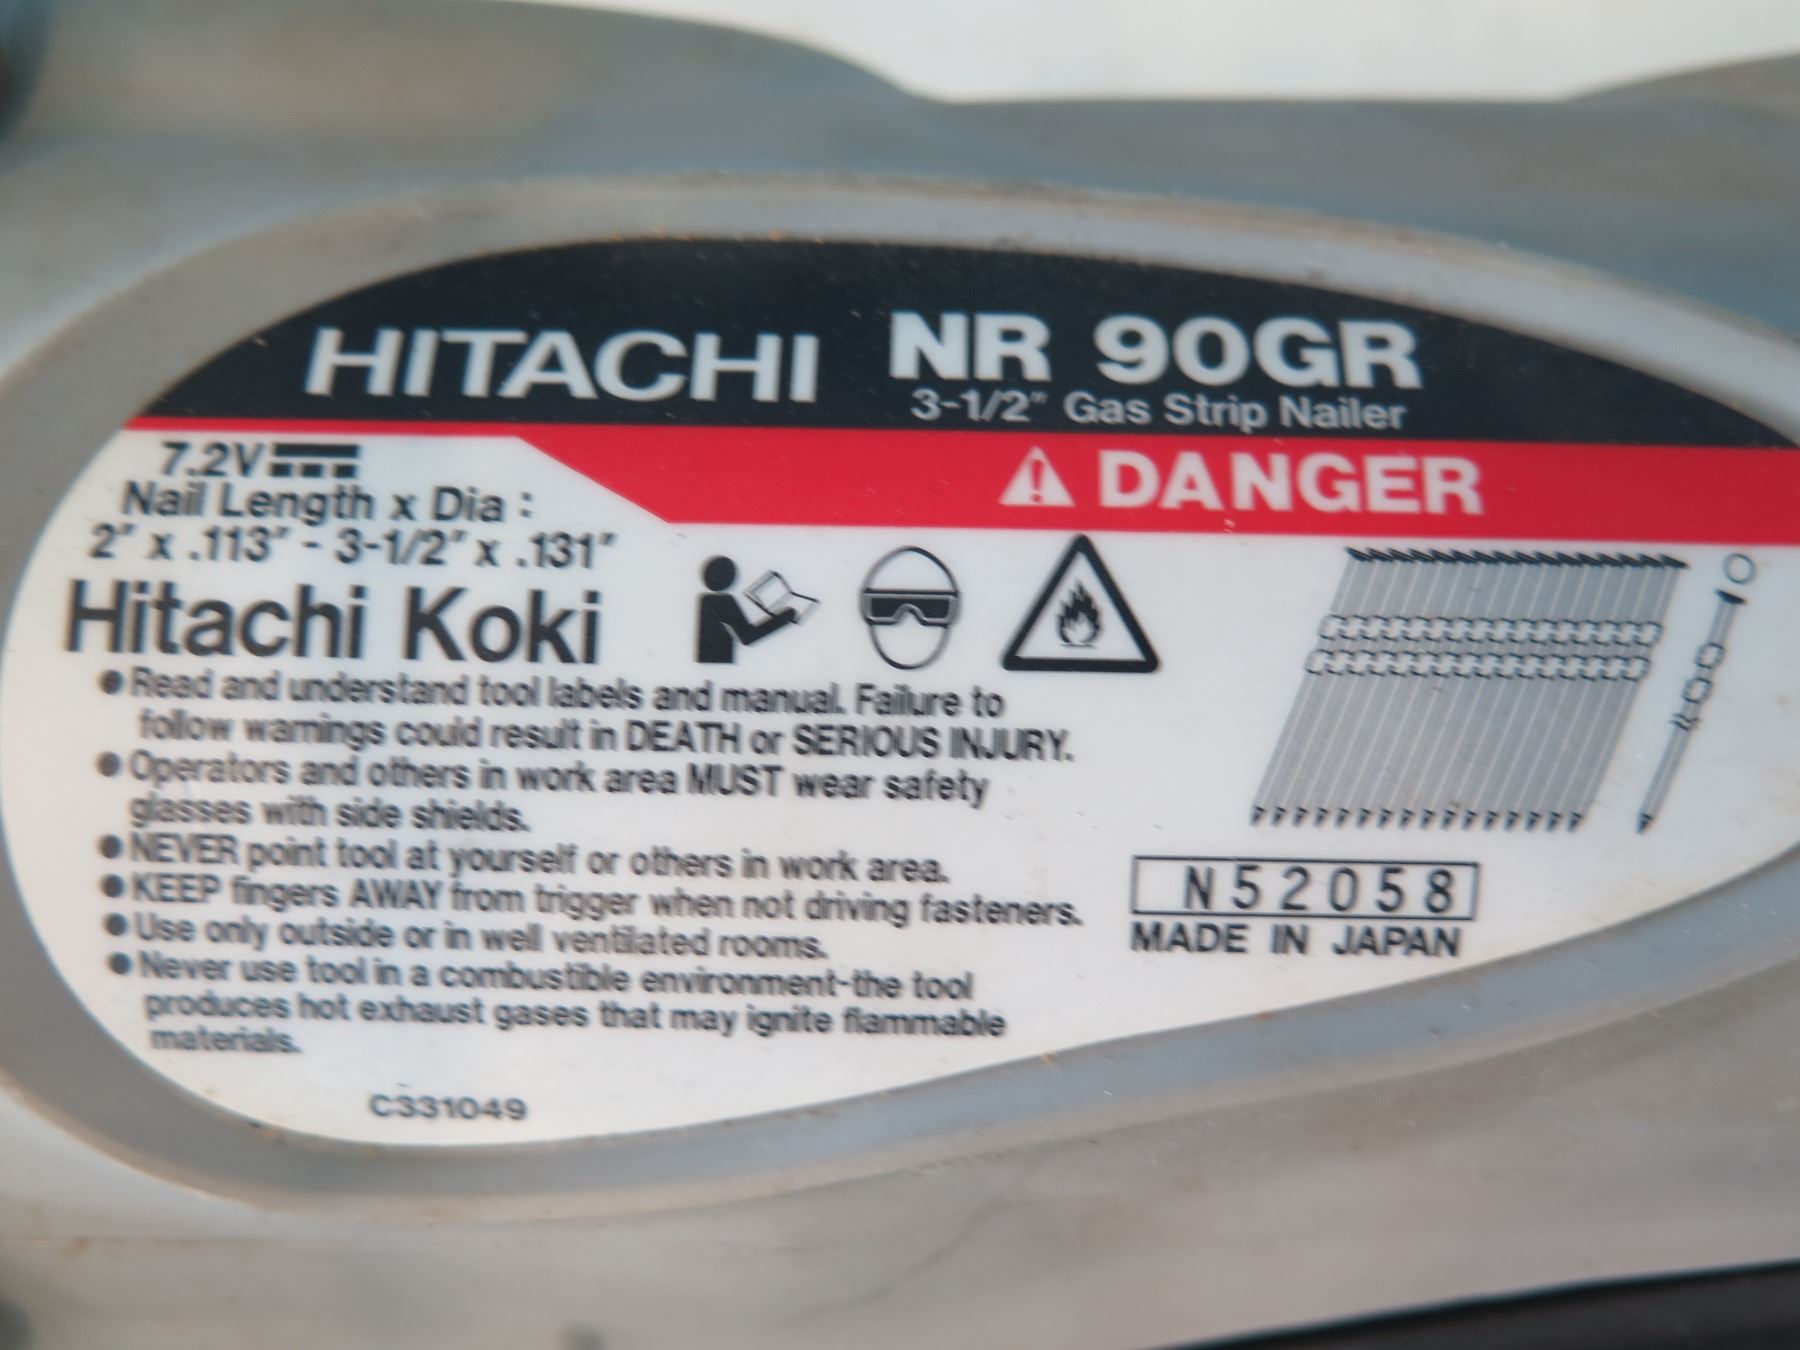 HITACHI NR 90GR
3-1/2" Gas Strip Nailer
DANGER
7.2V
Nail Length x Dia :
2" x .113" - 3-1/2" x .131"
Hitachi Koki
● Read and understand tool labels and manual. Failure to
follow warnings could result in DEATH or SERIOUS INJURY.
● Operators and others in work area MUST wear safety
glasses with side shields.
● NEVER point tool at yourself or others in work area.
● KEEP fingers AWAY from trigger when not driving fasteners.
● Use only outside or in well ventilated rooms.
● Never use tool in a combustible environment-the tool
produces hot exhaust gases that may ignite flammable
materials.
N52058
MADE IN JAPAN
C331049